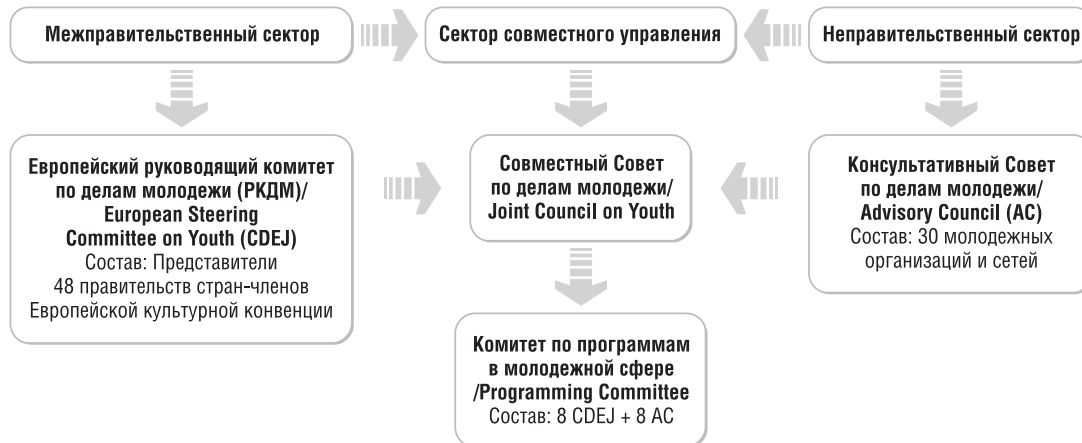 Межправительственный сектор
Сектор совместного управления
Неправительственный сектор
Европейский руководящий комитет
по делам молодежи (РКДМ)/
European Steering
Committee on Youth (CDEJ)
Состав: Представители
48 правительств стран-членов
Европейской культурной конвенции
Совместный Совет
по делам молодежи/
Joint Council on Youth
Консультативный Совет
по делам молодежи/
Advisory Council (AC)
Состав: 30 молодежных
организаций и сетей
Комитет по программам
в молодежной сфере
/Programming Committee
Состав: 8 CDEJ + 8 AC